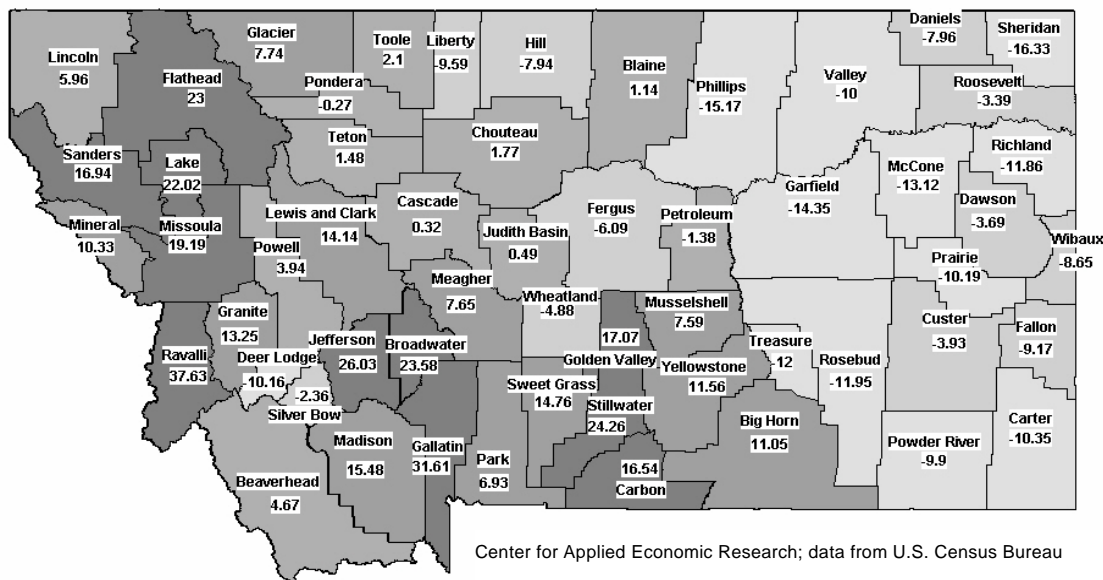 Lincoln
5.96
Flathead
23
Glacier
7.74
Toole
2.1
Liberty
-9.59
Hill
-7.94
Blaine
1.14
Phillips
-15.17
Valley
-10
Daniels
-7.96
Sheridan
-16.33
Roosevelt
-3.39
Pondera
-0.27
Teton
1.48
Chouteau
1.77
Sanders
16.94
Lake
22.02
Richland
-11.86
McCone
-13.12
Garfield
-14.35
Dawson
-3.69
Mineral
10.33
Missoula
19.19
Lewis and Clark
14.14
Powell
3.94
Cascade
0.32
Judith Basin
0.49
Fergus
-6.09
Petroleum
-1.38
Wibaux
-8.65
Prairie
-10.19
Meagher
7.65
Wheatland
-4.88
Musselshell
7.59
Granite
13.25
Ravalli
37.63
Deer Lodge
-10.16
Jefferson
26.03
Broadwater
23.58
17.07
Golden Valley
Treasure
-12
Rosebud
-11.95
Custer
-3.93
Fallon
-9.17
Yellowstone
11.56
Sweet Grass
14.76
Stillwater
24.26
-2.36
Silver Bow
Madison
15.48
Gallatin
31.61
Park
6.93
Big Horn
11.05
Powder River
-9.9
Carter
-10.35
16.54
Carbon
Beaverhead
4.67
Center for Applied Economic Research; data from U.S. Census Bureau